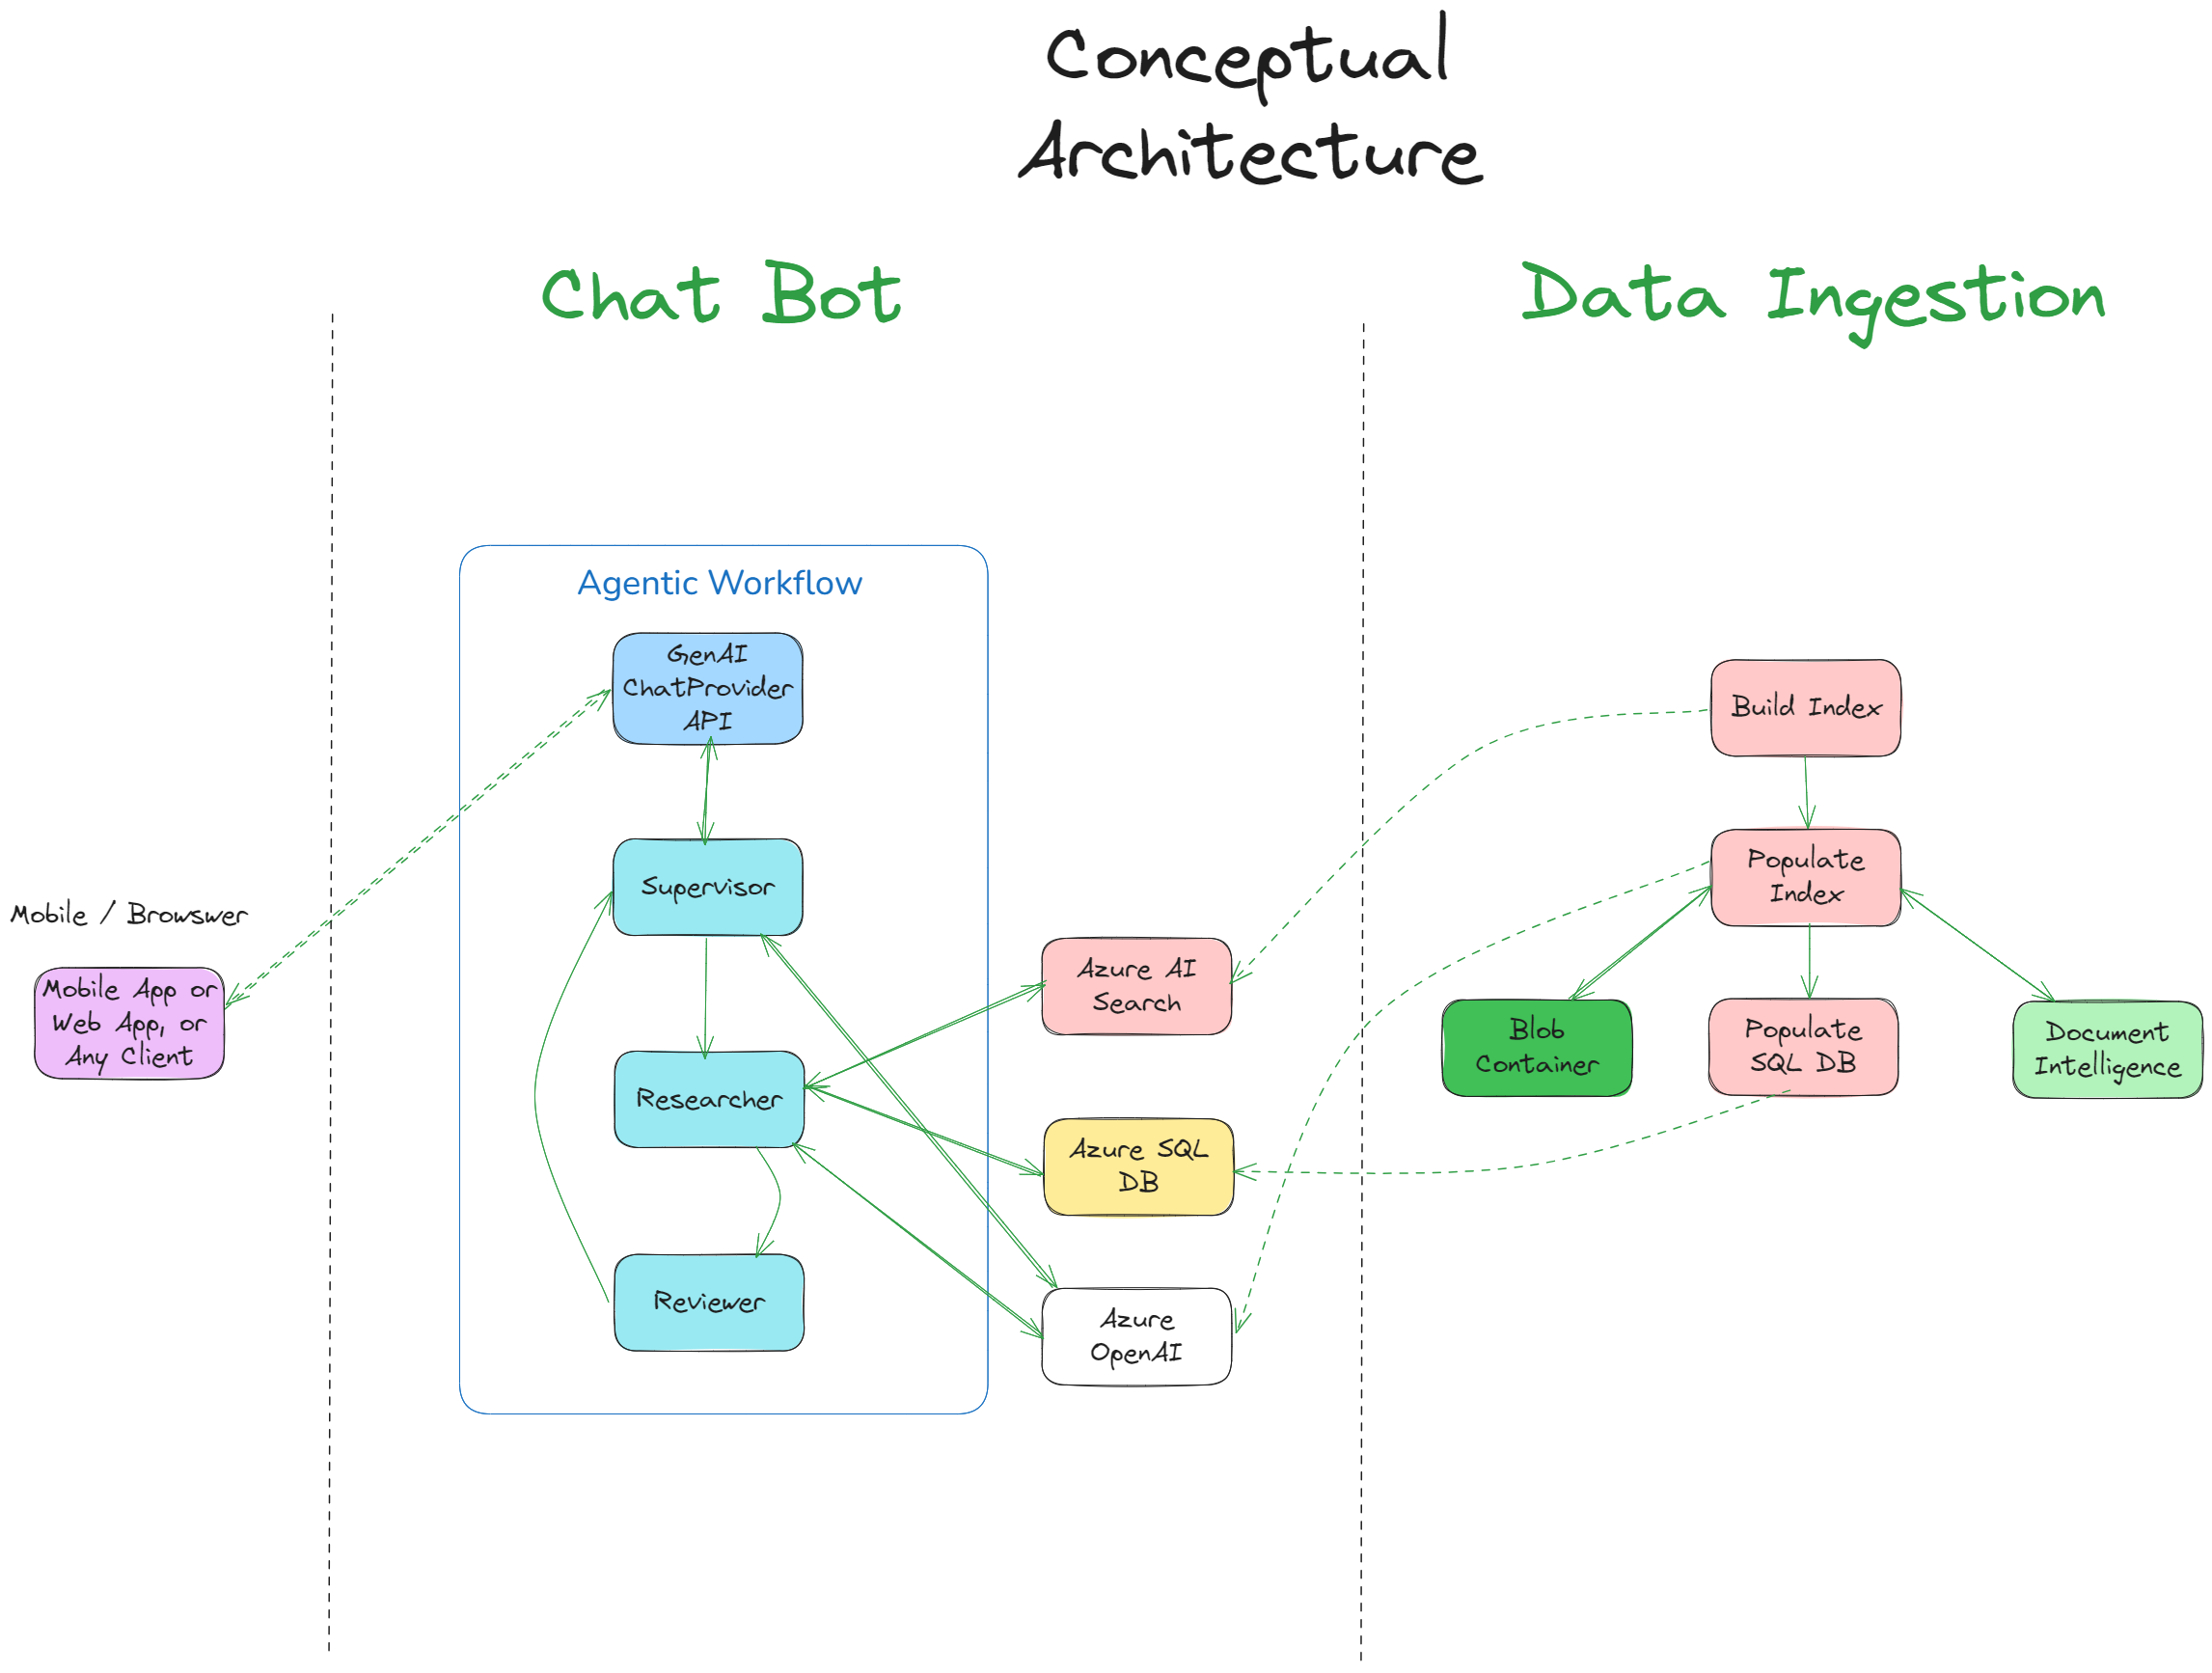 Conceptual
Architecture
Chat Bot
Data Ingestion
Mobile / Browswer
Mobile App or
Web App, or
Any Client
Agentic Workflow
GenAI
ChatProvider
API
Supervisor
Researcher
Reviewer
Azure AI
Search
Azure SQL
DB
Azure
OpenAI
Build Index
Populate
Index
Blob
Container
Populate
SQL DB
Document
Intelligence